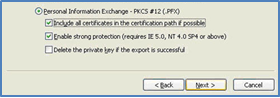 Personal Information Exchange - PKCS #12 (.PFX)
Include all certificates in the certification path if possible
Enable strong protection (requires IE 5.0, NT 4.0 SP4 or above)
Delete the private key if the export is successful
< Back Next > Cancel